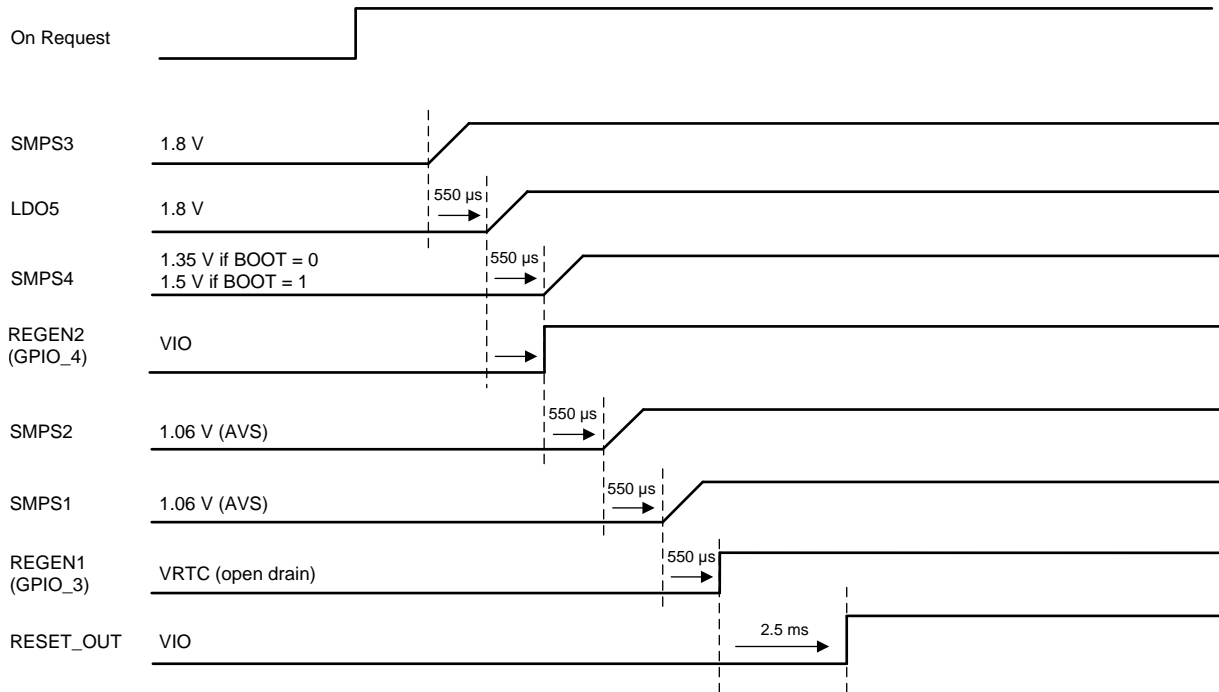 On Request
SMPS3
1.8 V
550 µs
LDO5
1.8 V
550 µs
SMPS4
1.35 V if BOOT = 0
1.5 V if BOOT = 1
REGEN2
(GPIO_4)
VIO
550 µs
SMPS2
1.06 V (AVS)
550 µs
SMPS1
1.06 V (AVS)
550 µs
REGEN1
(GPIO_3)
VRTC (open drain)
2.5 ms
RESET_OUT
VIO